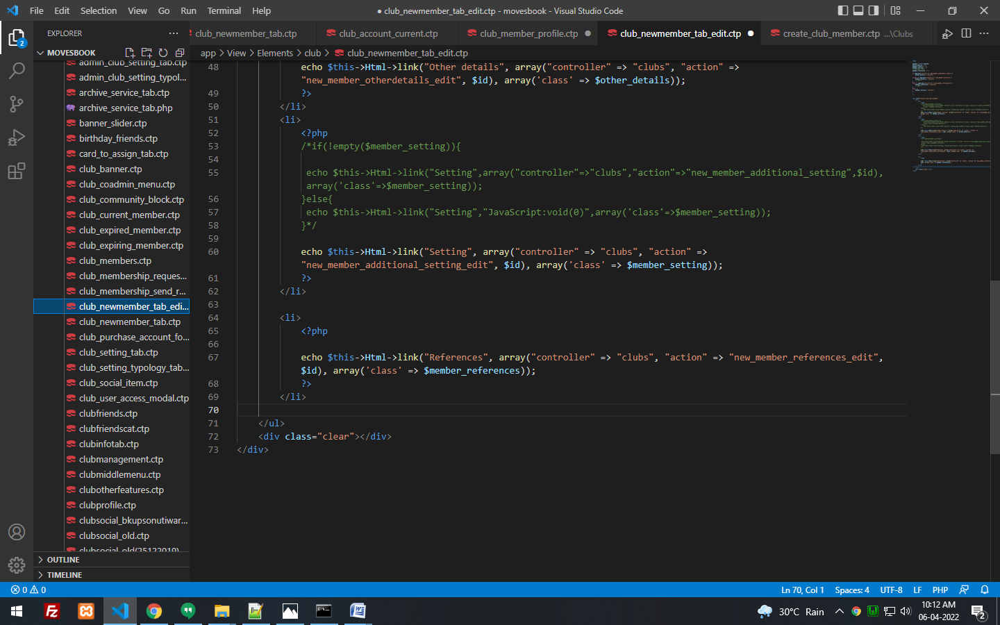 File Edit Selection View Go Run Terminal Help
● club_newmember_tab_edit.ctp - movesbook - Visual Studio Code
EXPLORER
club_newmember_tab.ctp club_account_current.ctp club_member_profile.ctp club_newmember_tab_edit.ctp create_club_member.ctp ...\Clubs
MOVESBOOK
app > View > Elements > club > club_newmember_tab_edit.ctp
admin_club_setting_tab.ctp
admin_club_setting_typol...
archive_service_tab.ctp
archive_service_tab.php
banner_slider.ctp
birthday_friends.ctp
card_to_assign_tab.ctp
club_banner.ctp
club_coadmin_menu.ctp
club_community_block.ctp
club_current_member.ctp
club_expired_member.ctp
club_expiring_member.ctp
club_members.ctp
club_membership_reques...
club_membership_send_r...
club_newmember_tab_edi...
club_newmember_tab.ctp
club_purchase_account_fo...
club_setting_tab.ctp
club_setting_typology_tab...
club_social_item.ctp
club_user_access_modal.ctp
clubfriends.ctp
clubfriendscat.ctp
clubinfotab.ctp
clubmanagement.ctp
clubmiddlemenu.ctp
clubotherfeatures.ctp
clubprofile.ctp
clubsocial_bkupsonutiwar...
clubsocial_old.ctp
clubsocial_old(25122019)
OUTLINE
TIMELINE
48 echo $this->Html->link("Other details", array("controller" => "clubs", "action" =>
"new_member_otherdetails_edit", $id), array('class' => $other_details));
49 ?>
50 </li>
51 <li>
52 <?php
53 /*if(!empty($member_setting)){
54
55 echo $this->Html->link("Setting",array("controller"=>"clubs","action"=>"new_member_additional_setting",$id),
array('class'=>$member_setting));
56 }else{
57 echo $this->Html->link("Setting","JavaScript:void(0)",array('class'=>$member_setting));
58 }*/
59
60 echo $this->Html->link("Setting", array("controller" => "clubs", "action" =>
"new_member_additional_setting_edit", $id), array('class' => $member_setting));
61 ?>
62 </li>
63
64 <li>
65 <?php
66
67 echo $this->Html->link("References", array("controller" => "clubs", "action" => "new_member_references_edit",
$id), array('class' => $member_references));
68 ?>
69 </li>
70
71 </ul>
72 <div class="clear"></div>
73 </div>
0 0
Ln 70, Col 1 Spaces: 4 UTF-8 LF PHP
30°C Rain
10:12 AM
06-04-2022
2
2